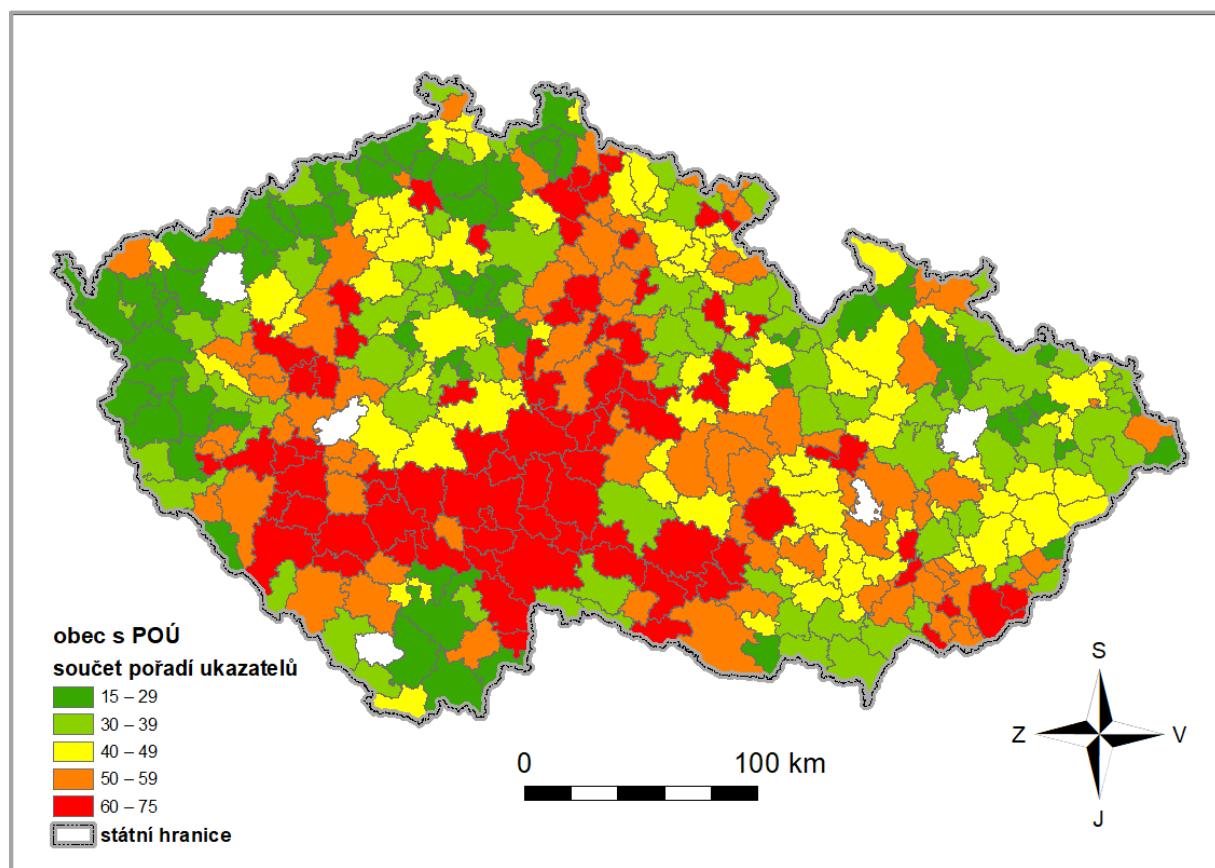 obec s POÚ
součet pořadí ukazatelů
15 – 29
30 – 39
40 – 49
50 – 59
60 – 75
státní hranice
0 100 km
S
Z V
J